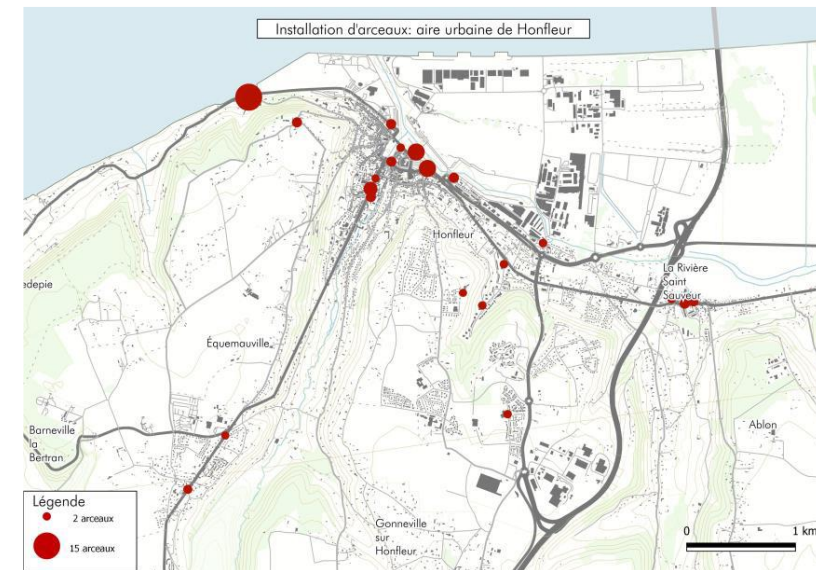 Installation d'arceaux: aire urbaine de Honfleur
Honfleur
La Rivière
Saint
Sauveur
edepie
Équemauville
Barneville
la
Bertran
Ablon
Gonneville
sur
Honfleur
Légende
2 arceaux
15 arceaux
0 1 km